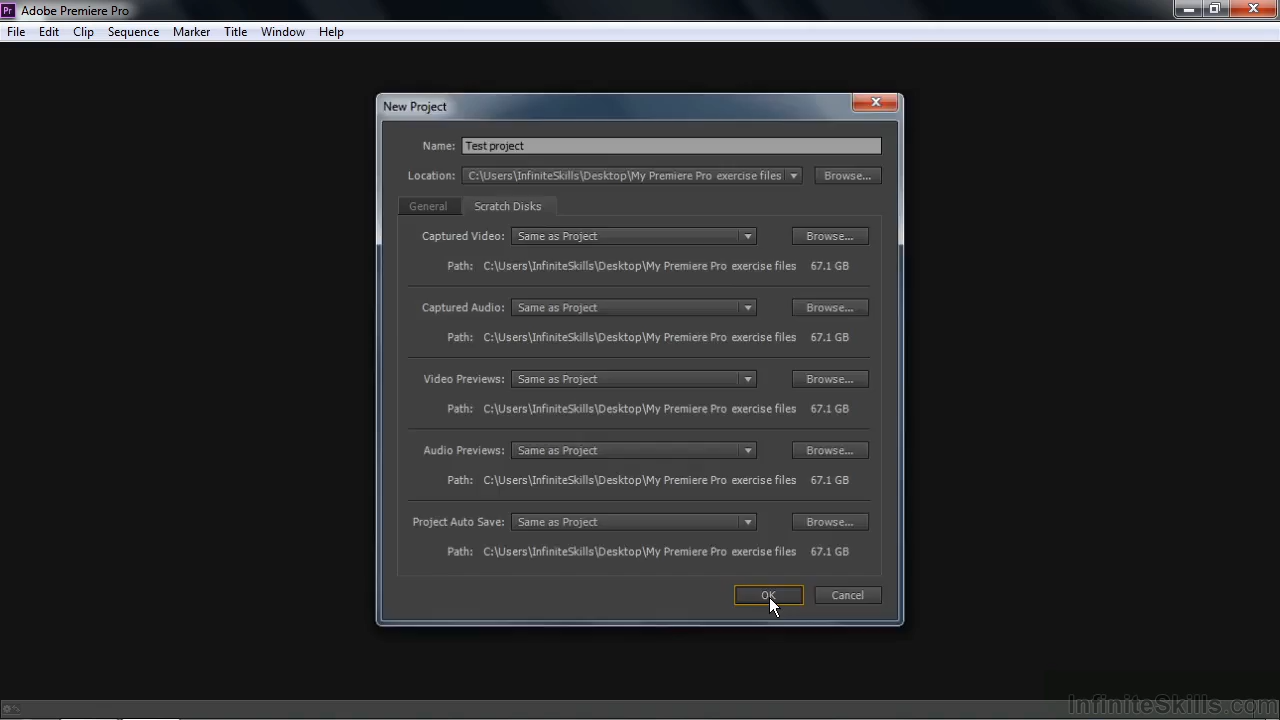 Pr Adobe Premiere Pro
File Edit Clip Sequence Marker Title Window Help
New Project
Name: Test project
Location: C:\Users\InfiniteSkills\Desktop\My Premiere Pro exercise files Browse...
General Scratch Disks
Captured Video: Same as Project Browse...
Path: C:\Users\InfiniteSkills\Desktop\My Premiere Pro exercise files 67.1 GB
Captured Audio: Same as Project Browse...
Path: C:\Users\InfiniteSkills\Desktop\My Premiere Pro exercise files 67.1 GB
Video Previews: Same as Project Browse...
Path: C:\Users\InfiniteSkills\Desktop\My Premiere Pro exercise files 67.1 GB
Audio Previews: Same as Project Browse...
Path: C:\Users\InfiniteSkills\Desktop\My Premiere Pro exercise files 67.1 GB
Project Auto Save: Same as Project Browse...
Path: C:\Users\InfiniteSkills\Desktop\My Premiere Pro exercise files 67.1 GB
OK Cancel
InfiniteSkills.com